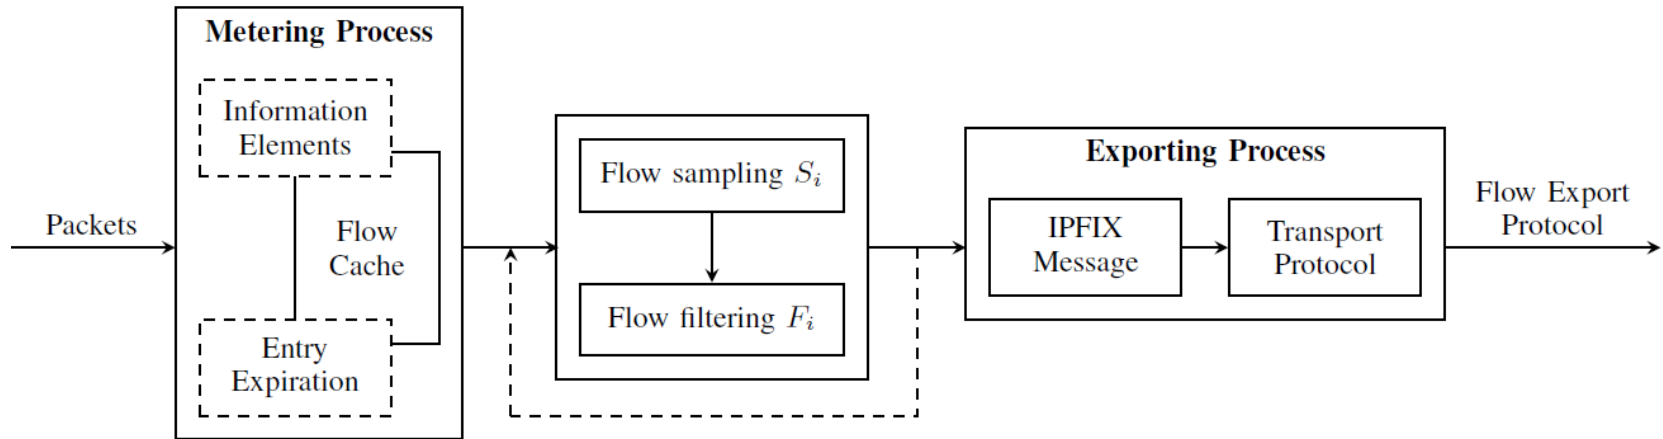 Metering Process
Information
Elements
Packets
Flow
Cache
Entry
Expiration
Flow sampling $S_i$
Flow filtering $F_i$
Exporting Process
IPFIX
Message
Transport
Protocol
Flow Export
Protocol